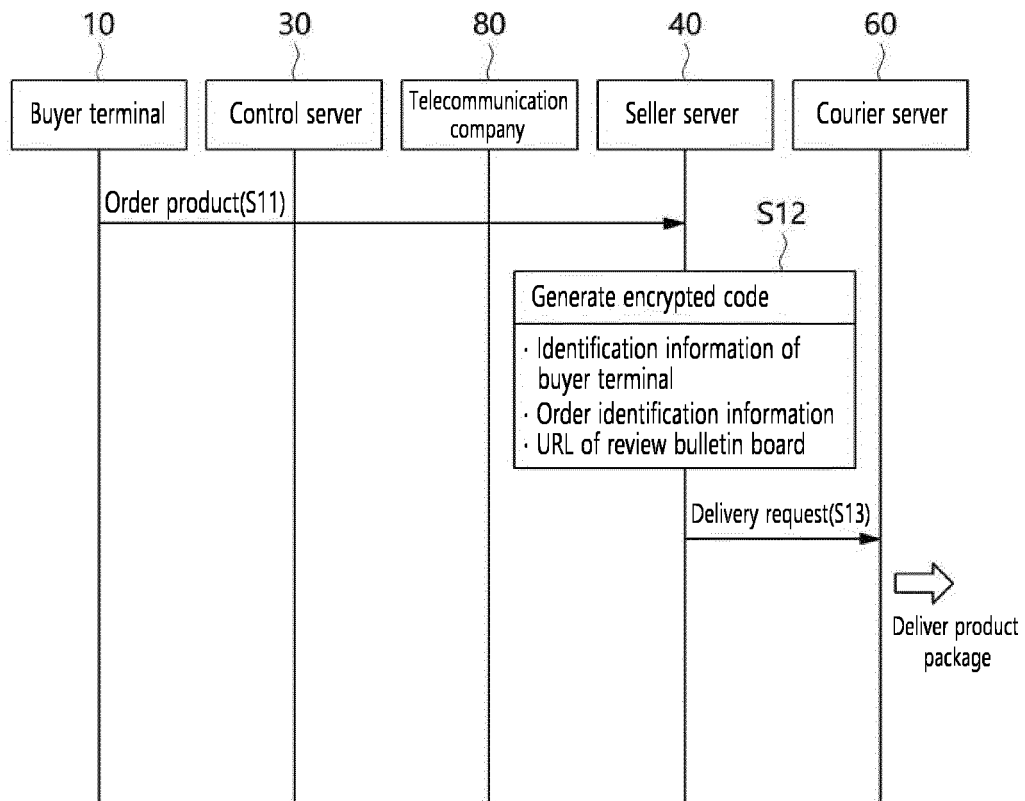 10
30
80
40
60
Buyer terminal
Control server
Telecommunication
company
Seller server
Courier server
Order product(S11)
S12
Generate encrypted code
· Identification information of
buyer terminal
· Order identification information
· URL of review bulletin board
Delivery request(S13)
Deliver product
package